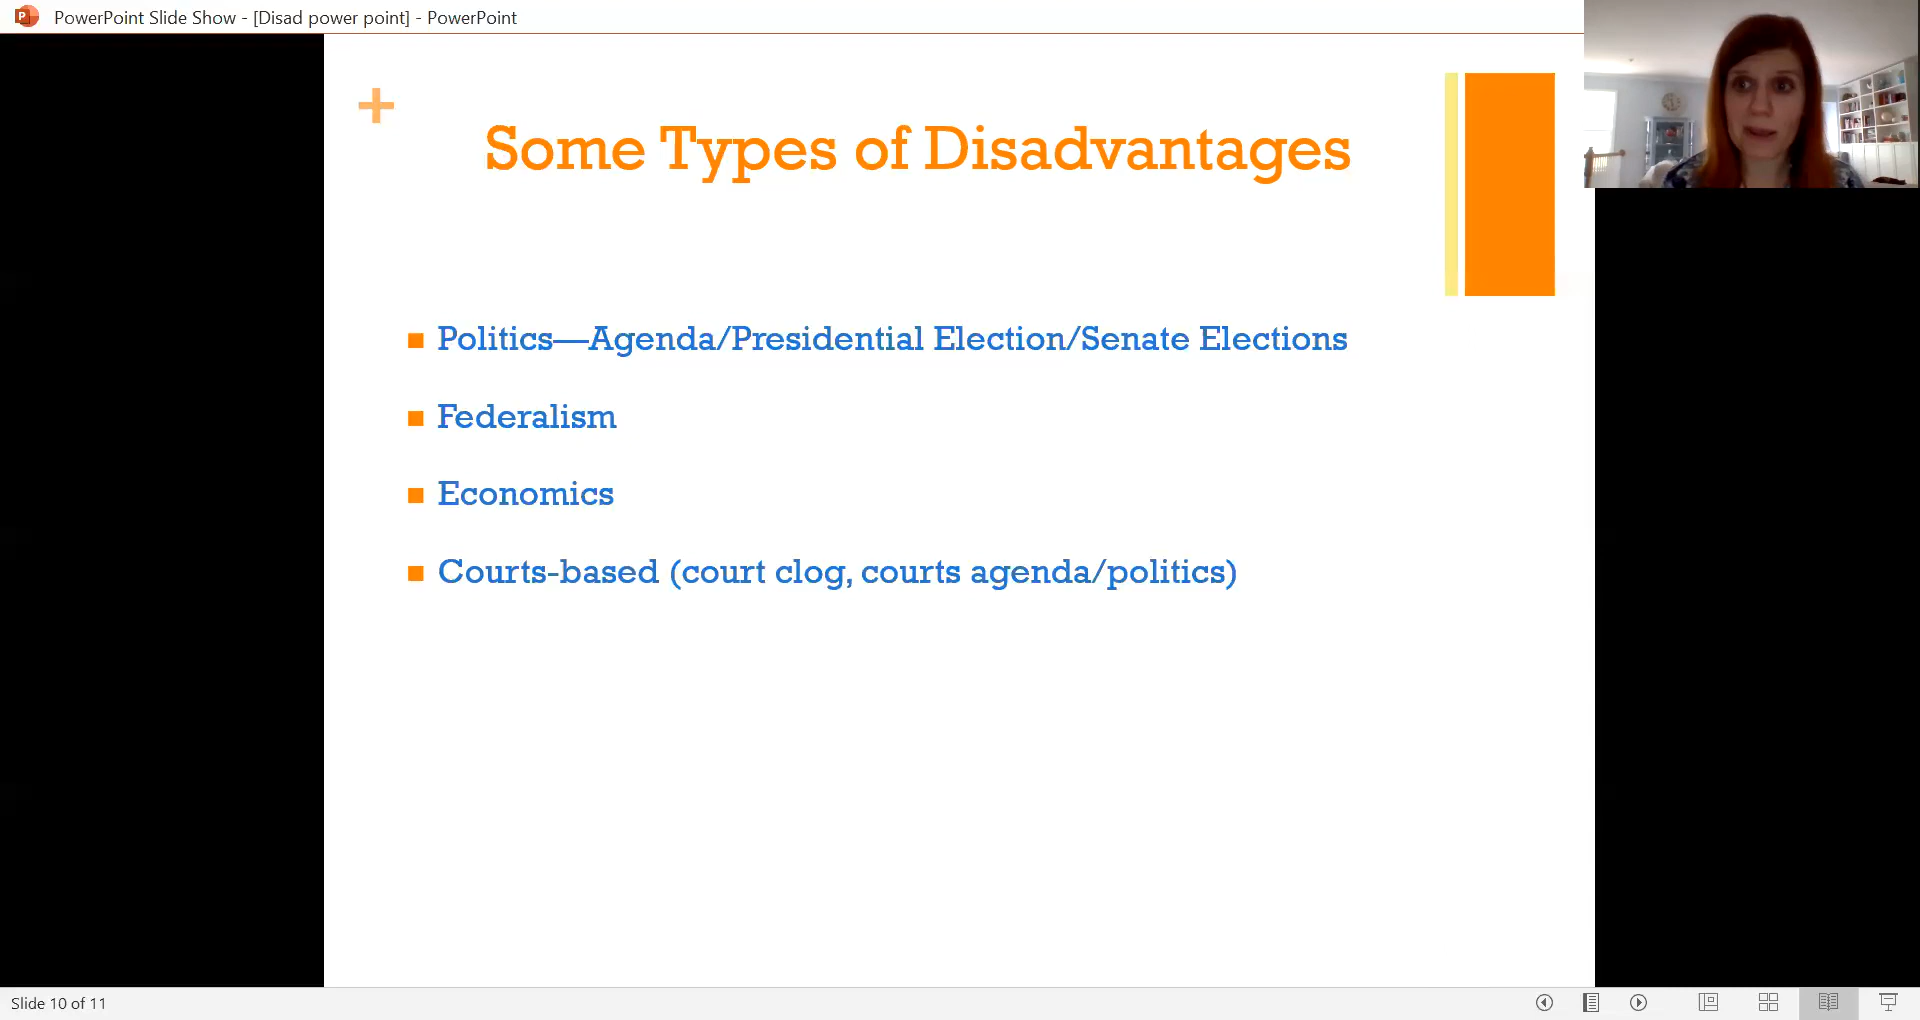 PowerPoint Slide Show - [Disad power point] - PowerPoint
Some Types of Disadvantages
Politics—Agenda/Presidential Election/Senate Elections
Federalism
Economics
Courts-based (court clog, courts agenda/politics)
Slide 10 of 11